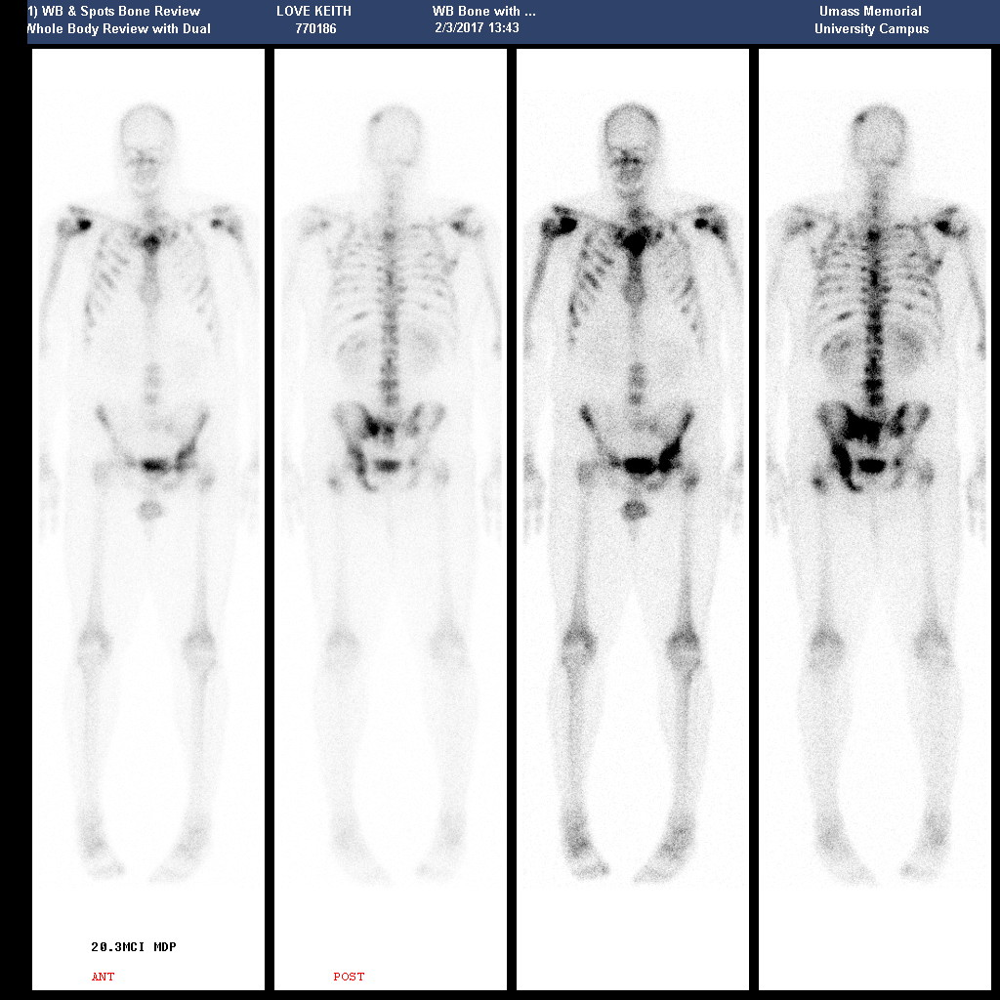 1) WB & Spots Bone Review
Whole Body Review with Dual
LOVE KEITH
770186
WB Bone with ...
2/3/2017 13:43
Umass Memorial
University Campus
20.3MCI MDP
ANT
POST